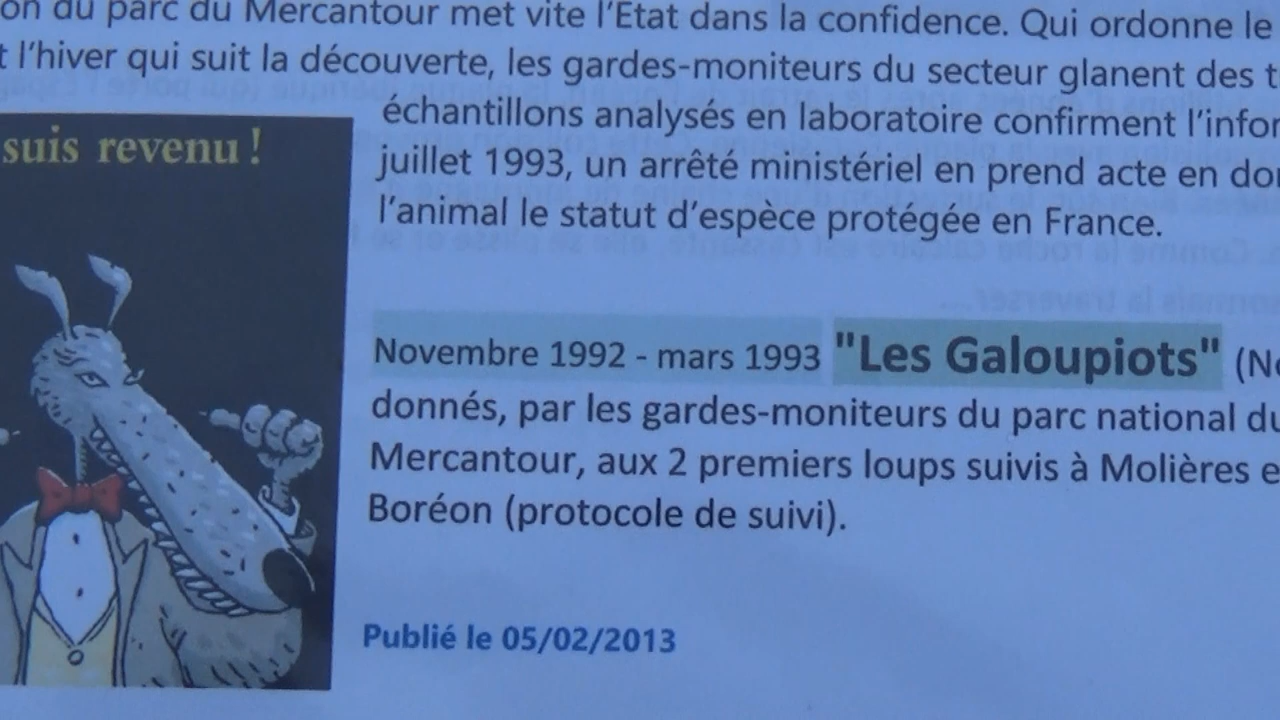 on du parc du Mercantour met vite l'Etat dans la confidence. Qui ordonne le
t l'hiver qui suit la découverte, les gardes-moniteurs du secteur glanent des t
échantillons analysés en laboratoire confirment l'infor
suis revenu !
juillet 1993, un arrêté ministériel en prend acte en do
l'animal le statut d'espèce protégée en France.
Novembre 1992 - mars 1993 "Les Galoupiots" (No
donnés, par les gardes-moniteurs du parc national du
Mercantour, aux 2 premiers loups suivis à Molières e
Boréon (protocole de suivi).
Publié le 05/02/2013